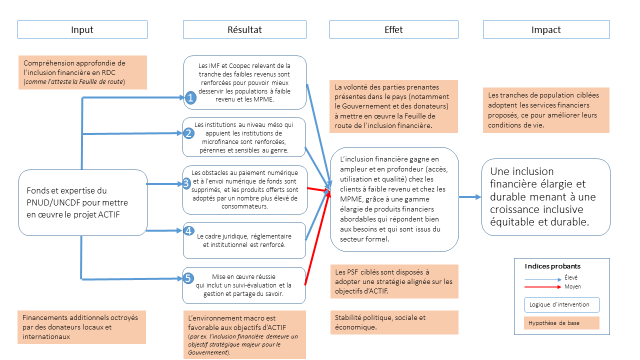 Input
Résultat
Effet
Impact
Compréhension approfondie de
l'inclusion financière en RDC
(comme l'atteste la Feuille de route)
Fonds et expertise du
PNUD/UNCDF pour mettre
en œuvre le projet ACTIF
Financements additionnels octroyés
par des donateurs locaux et
internationaux
Les IMF et Coopec relevant de la
tranche des faibles revenus sont
renforcées pour pouvoir mieux
desservir les populations à faible
revenu et les MPME.
1
Les institutions au niveau méso qui
appuient les institutions de
microfinance sont renforcées,
pérennes et sensibles au genre.
2
Les obstacles au paiement numérique
et à l'envoi numérique de fonds sont
supprimés, et les produits offerts sont
adoptés par un nombre plus élevé de
consommateurs.
3
Le cadre juridique, réglementaire
et institutionnel est renforcé.
4
Mise en œuvre réussie
qui inclut un suivi-évaluation et la
gestion et partage du savoir.
5
L'environnement macro est
favorable aux objectifs d'ACTIF
(par ex. l'inclusion financière demeure un
objectif stratégique majeur pour le
Gouvernement).
La volonté des parties prenantes
présentes dans le pays (notamment
le Gouvernement et des donateurs)
à mettre en œuvre la feuille de
route de l'inclusion financière.
L'inclusion financière gagne en
ampleur et en profondeur (accès,
utilisation et qualité) chez les
clients à faible revenu et chez les
MPME, grâce à une gamme
élargie de produits financiers
abordables qui répondent bien
aux besoins et qui sont issus du
secteur formel.
Les PSF ciblés sont disposés à
adopter une stratégie alignée sur les
objectifs d'ACTIF.
Stabilité politique, sociale et
économique.
Les tranches de population ciblées
adoptent les services financiers
proposés, ce pour améliorer leurs
conditions de vie.
Une inclusion
financière élargie et
durable menant à une
croissance inclusive
équitable et durable.
Indices probants
Élevé
Moyen
Logique d'intervention
Hypothèse de base